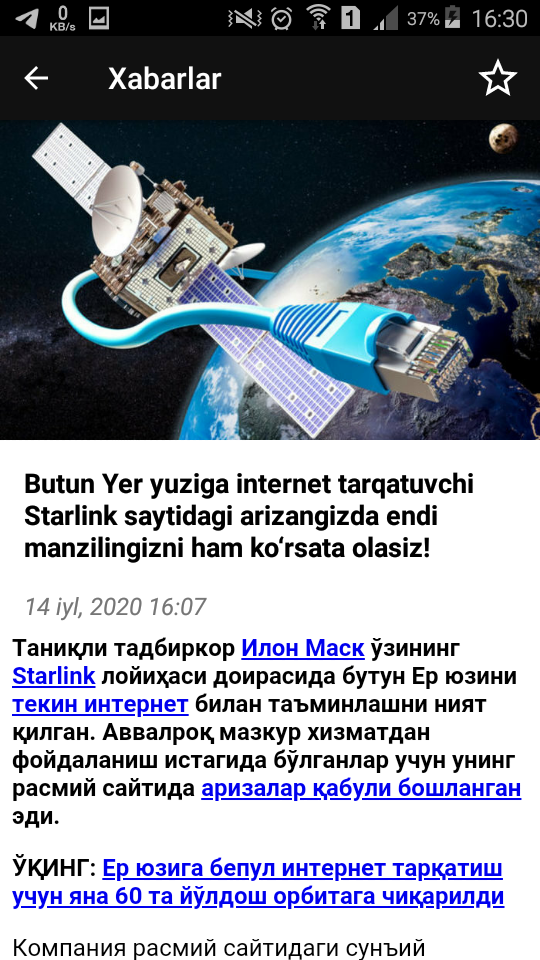 0
KB/s
1
37%
16:30
Xabarlar
Butun Yer yuziga internet tarqatuvchi
Starlink saytidagi arizangizda endi
manzilingizni ham ko‘rsata olasiz!
14 iyl, 2020 16:07
Таниқли тадбиркор Илон Маск ўзининг
Starlink лойиҳаси доирасида бутун Ер юзини
текин интернет билан таъминлашни ният
қилган. Аввалроқ мазкур хизматдан
фойдаланиш истагида бўлганлар учун унинг
расмий сайтида аризалар қабули бошланган
эди.
ЎҚИНГ: Ер юзига бепул интернет тарқатиш
учун яна 60 та йўлдош орбитага чиқарилди
Компания расмий сайтидаги сунъий